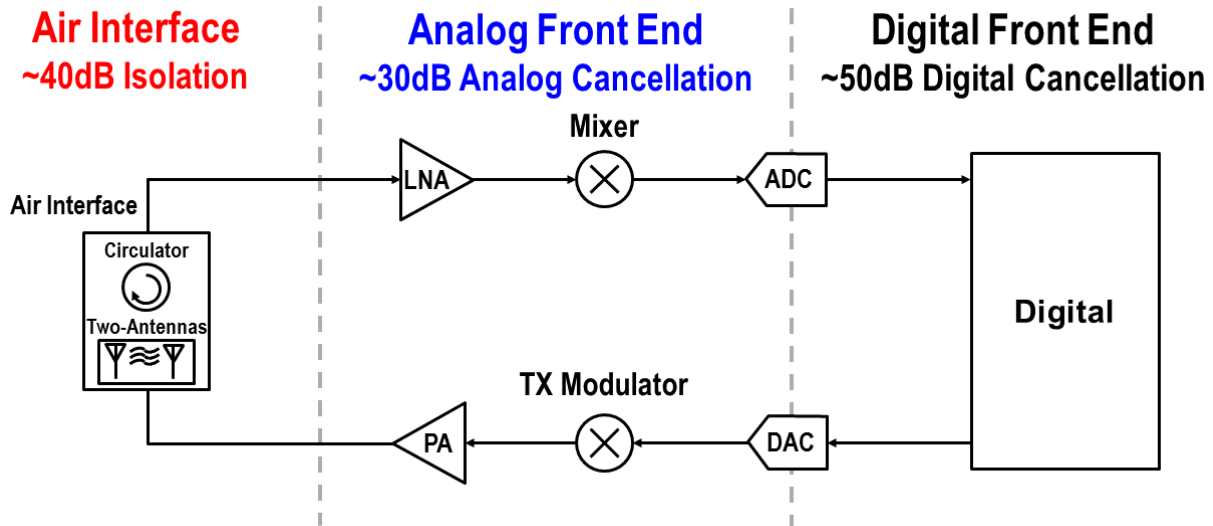 Air Interface
~40dB Isolation
Analog Front End
~30dB Analog Cancellation
Digital Front End
~50dB Digital Cancellation
Mixer
LNA
ADC
Air Interface
Circulator
Two-Antennas
Digital
TX Modulator
PA
DAC